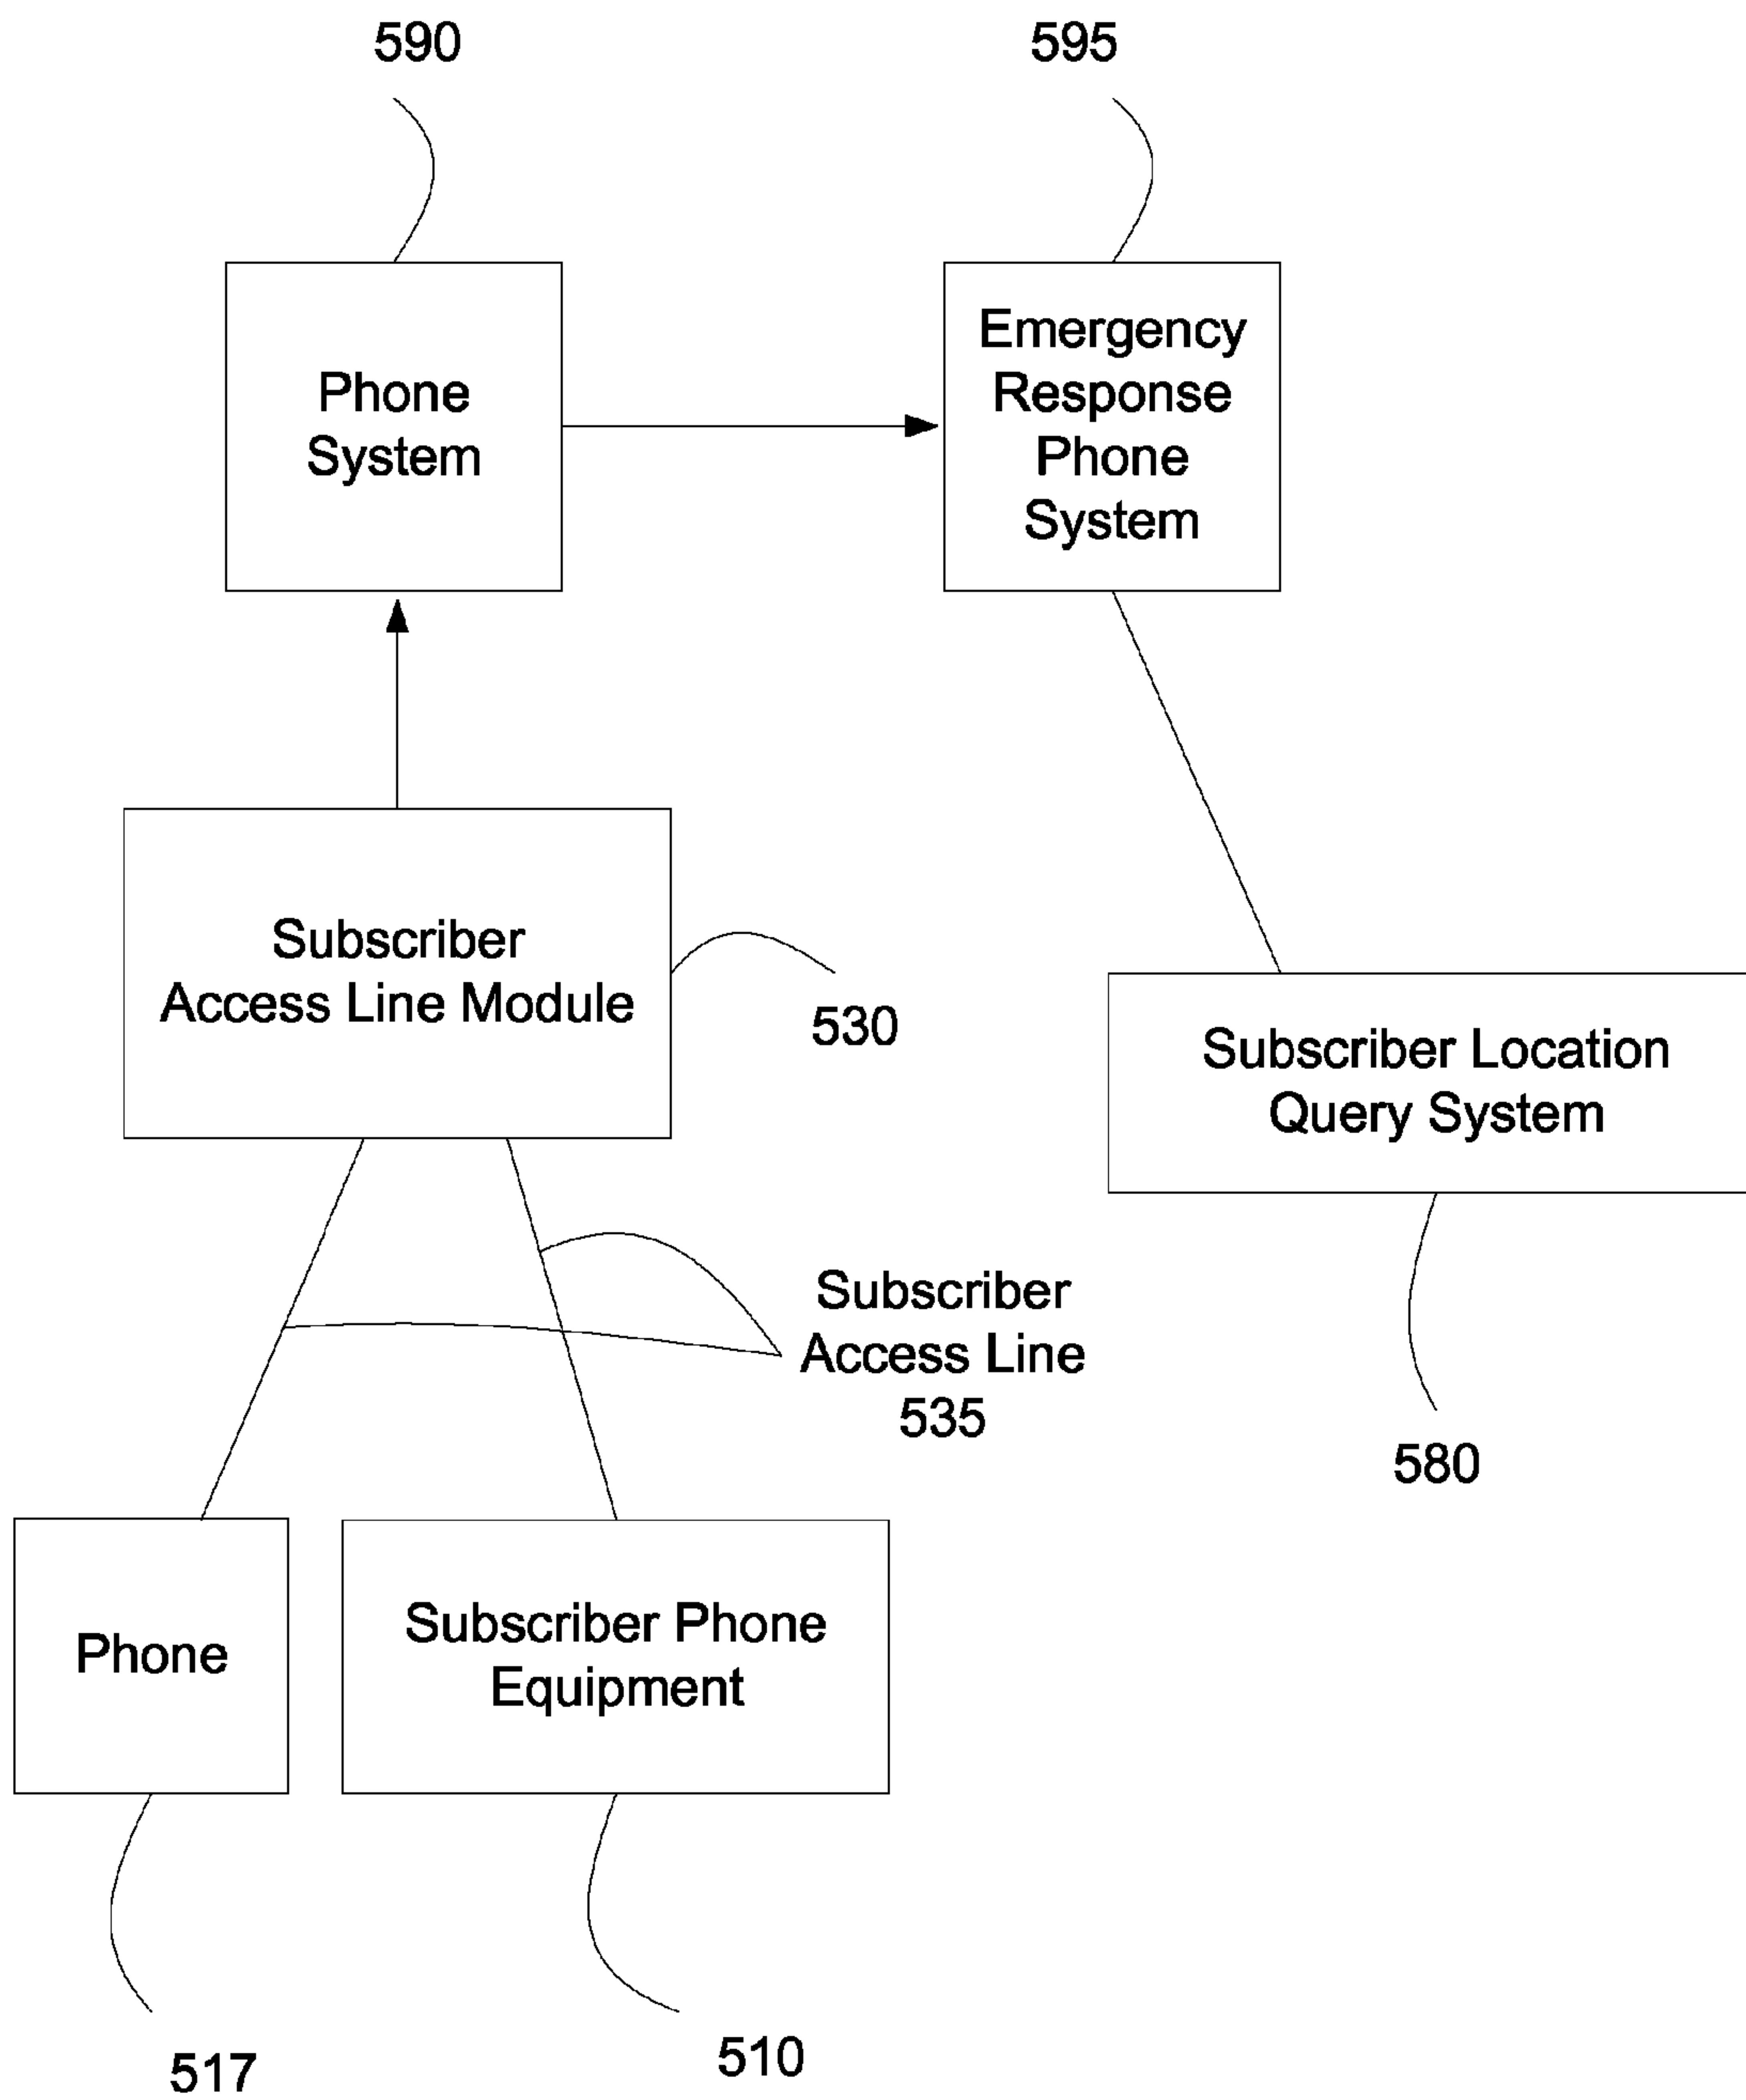 590
595
Phone
System
Emergency
Response
Phone
System
Subscriber
Access Line Module
530
Subscriber Location
Query System
Subscriber
Access Line
535
580
Phone
Subscriber Phone
Equipment
517
510